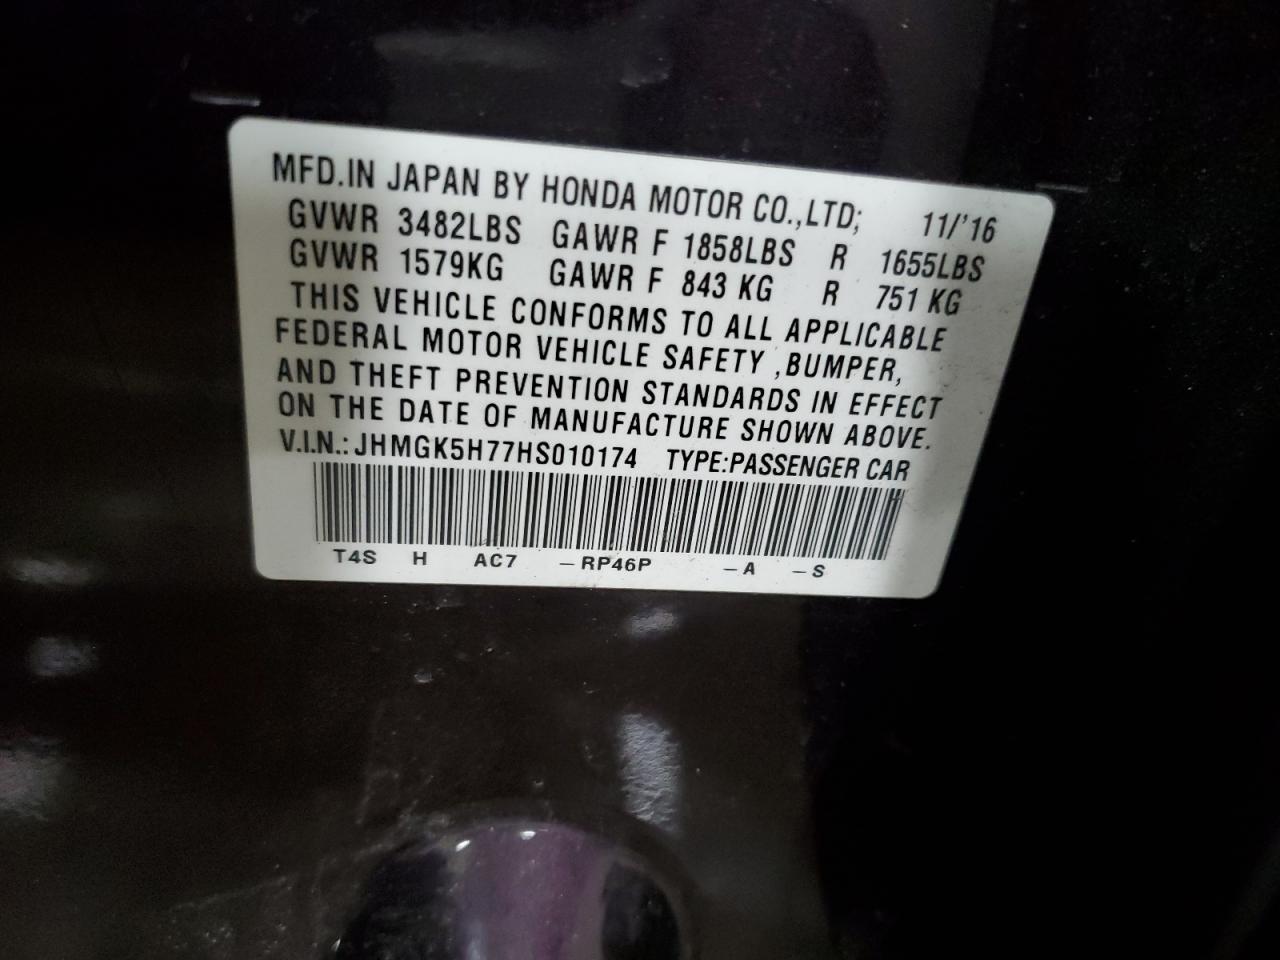 MFD.IN JAPAN BY HONDA MOTOR CO.,LTD; 11/'16
GVWR 3482LBS GAWR F 1858LBS R 1655LBS
GVWR 1579KG GAWR F 843 KG R 751 KG
THIS VEHICLE CONFORMS TO ALL APPLICABLE
FEDERAL MOTOR VEHICLE SAFETY ,BUMPER,
AND THEFT PREVENTION STANDARDS IN EFFECT
ON THE DATE OF MANUFACTURE SHOWN ABOVE.
V.I.N.: JHMGK5H77HS010174 TYPE:PASSENGER CAR
T4S H AC7 –RP46P –A –S